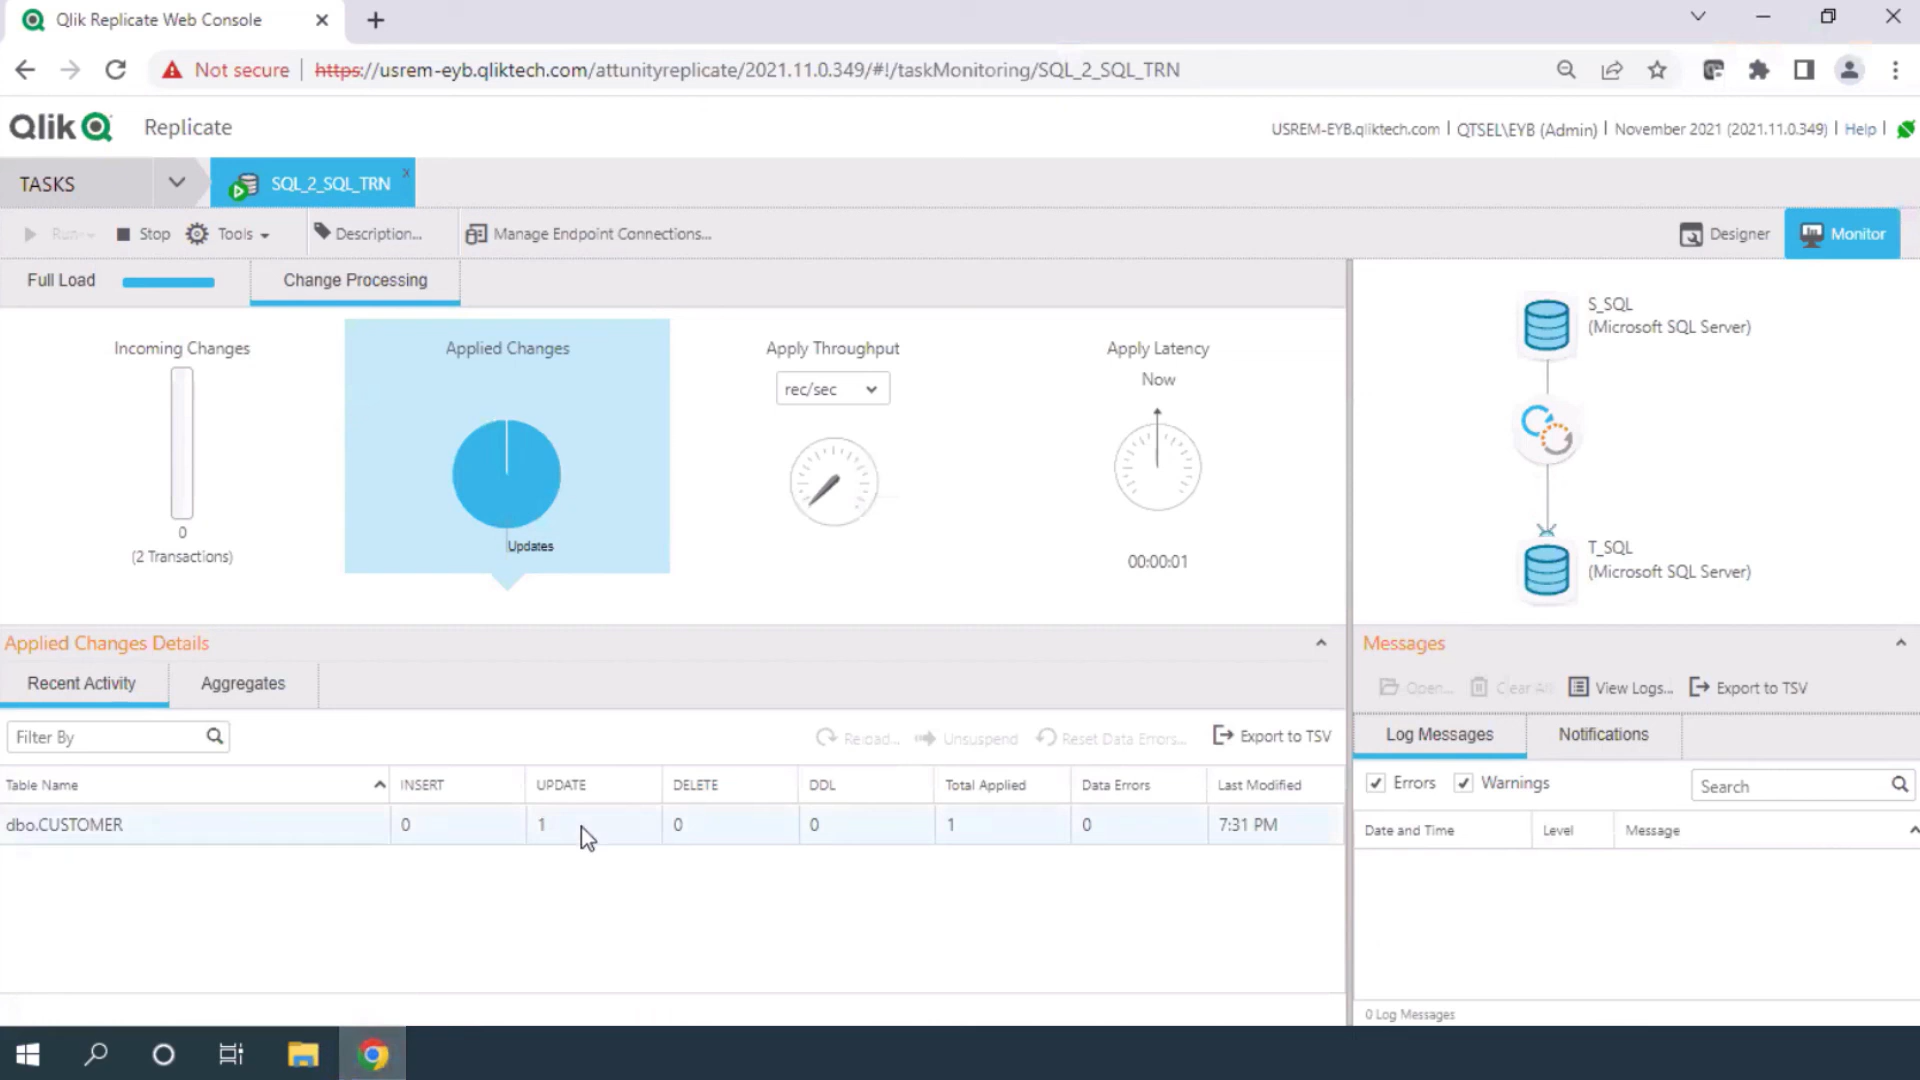 Qlik Replicate Web Console
Not secure https://usrem-eyb.qliktech.com/attunityreplicate/2021.11.0.349/#!/taskMonitoring/SQL_2_SQL_TRN
Qlik Replicate
USREM-EYB.qliktech.com QTSEL\EYB (Admin) November 2021 (2021.11.0.349) Help
TASKS SQL_2_SQL_TRN
Run Stop Tools Description... Manage Endpoint Connections... Designer Monitor
Full Load Change Processing
Incoming Changes
0
(2 Transactions)
Applied Changes
Updates
Apply Throughput
rec/sec
Apply Latency
Now
00:00:01
S_SQL
(Microsoft SQL Server)
T_SQL
(Microsoft SQL Server)
Applied Changes Details
Recent Activity Aggregates
Filter By Reload... Unsuspend Reset Data Errors... Export to TSV
Table Name INSERT UPDATE DELETE DDL Total Applied Data Errors Last Modified
dbo.CUSTOMER 0 1 0 0 1 0 7:31 PM
Messages
Open... Clear All View Logs... Export to TSV
Log Messages Notifications
Errors Warnings Search
Date and Time Level Message
0 Log Messages